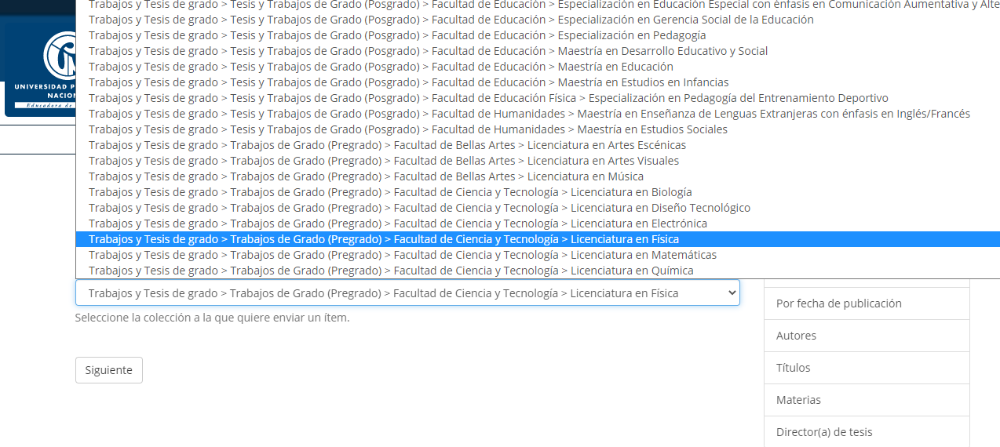 Trabajos y Tesis de grado > Tesis y Trabajos de Grado (Posgrado) > Facultad de Educación > Especialización en Educación Especial con énfasis en Comunicación Aumentativa y Alte
Trabajos y Tesis de grado > Tesis y Trabajos de Grado (Posgrado) > Facultad de Educación > Especialización en Gerencia Social de la Educación
Trabajos y Tesis de grado > Tesis y Trabajos de Grado (Posgrado) > Facultad de Educación > Especialización en Pedagogía
Trabajos y Tesis de grado > Tesis y Trabajos de Grado (Posgrado) > Facultad de Educación > Maestría en Desarrollo Educativo y Social
Trabajos y Tesis de grado > Tesis y Trabajos de Grado (Posgrado) > Facultad de Educación > Maestría en Educación
Trabajos y Tesis de grado > Tesis y Trabajos de Grado (Posgrado) > Facultad de Educación > Maestría en Estudios en Infancias
Trabajos y Tesis de grado > Tesis y Trabajos de Grado (Posgrado) > Facultad de Educación Física > Especialización en Pedagogía del Entrenamiento Deportivo
Trabajos y Tesis de grado > Tesis y Trabajos de Grado (Posgrado) > Facultad de Humanidades > Maestría en Enseñanza de Lenguas Extranjeras con énfasis en Inglés/Francés
Trabajos y Tesis de grado > Tesis y Trabajos de Grado (Posgrado) > Facultad de Humanidades > Maestría en Estudios Sociales
Trabajos y Tesis de grado > Trabajos de Grado (Pregrado) > Facultad de Bellas Artes > Licenciatura en Artes Escénicas
Trabajos y Tesis de grado > Trabajos de Grado (Pregrado) > Facultad de Bellas Artes > Licenciatura en Artes Visuales
Trabajos y Tesis de grado > Trabajos de Grado (Pregrado) > Facultad de Bellas Artes > Licenciatura en Música
Trabajos y Tesis de grado > Trabajos de Grado (Pregrado) > Facultad de Ciencia y Tecnología > Licenciatura en Biología
Trabajos y Tesis de grado > Trabajos de Grado (Pregrado) > Facultad de Ciencia y Tecnología > Licenciatura en Diseño Tecnológico
Trabajos y Tesis de grado > Trabajos de Grado (Pregrado) > Facultad de Ciencia y Tecnología > Licenciatura en Electrónica
Trabajos y Tesis de grado > Trabajos de Grado (Pregrado) > Facultad de Ciencia y Tecnología > Licenciatura en Física
Trabajos y Tesis de grado > Trabajos de Grado (Pregrado) > Facultad de Ciencia y Tecnología > Licenciatura en Matemáticas
Trabajos y Tesis de grado > Trabajos de Grado (Pregrado) > Facultad de Ciencia y Tecnología > Licenciatura en Química
UNIVERSIDAD P
NACION
Educadora de
Trabajos y Tesis de grado > Trabajos de Grado (Pregrado) > Facultad de Ciencia y Tecnología > Licenciatura en Física
Seleccione la colección a la que quiere enviar un ítem.
Siguiente
Por fecha de publicación
Autores
Títulos
Materias
Director(a) de tesis